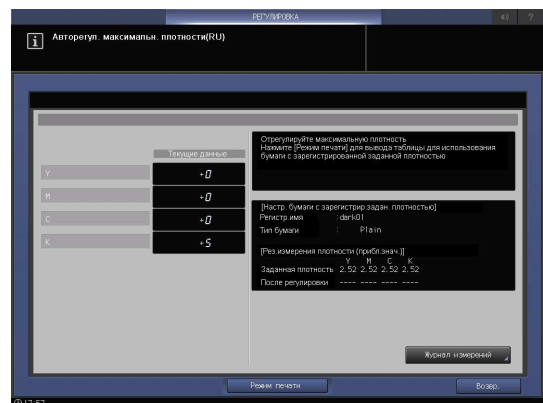 РЕГУЛИРОВКА
?
i Авторегул. максимальн. плотности(RU)
Отрегулируйте максимальную плотность
Нажмите [Режим печати] для вывода таблицы для использования
бумаги с зарегистрированной заданной плотностью
Текущие данные
Y +0
M +0
C +0
K +5
[Настр. бумаги с зарегистрир.задан. плотностью]
Регистр.имя :dark01
Тип бумаги : Plain
[Рез.измерения плотности (прибл.знач.)]
Y M C K
Заданная плотность 2.52 2.52 2.52 2.52
После регулировки ---- ---- ---- ----
Журнал измерений
Режим печати
Возвр.
17:57